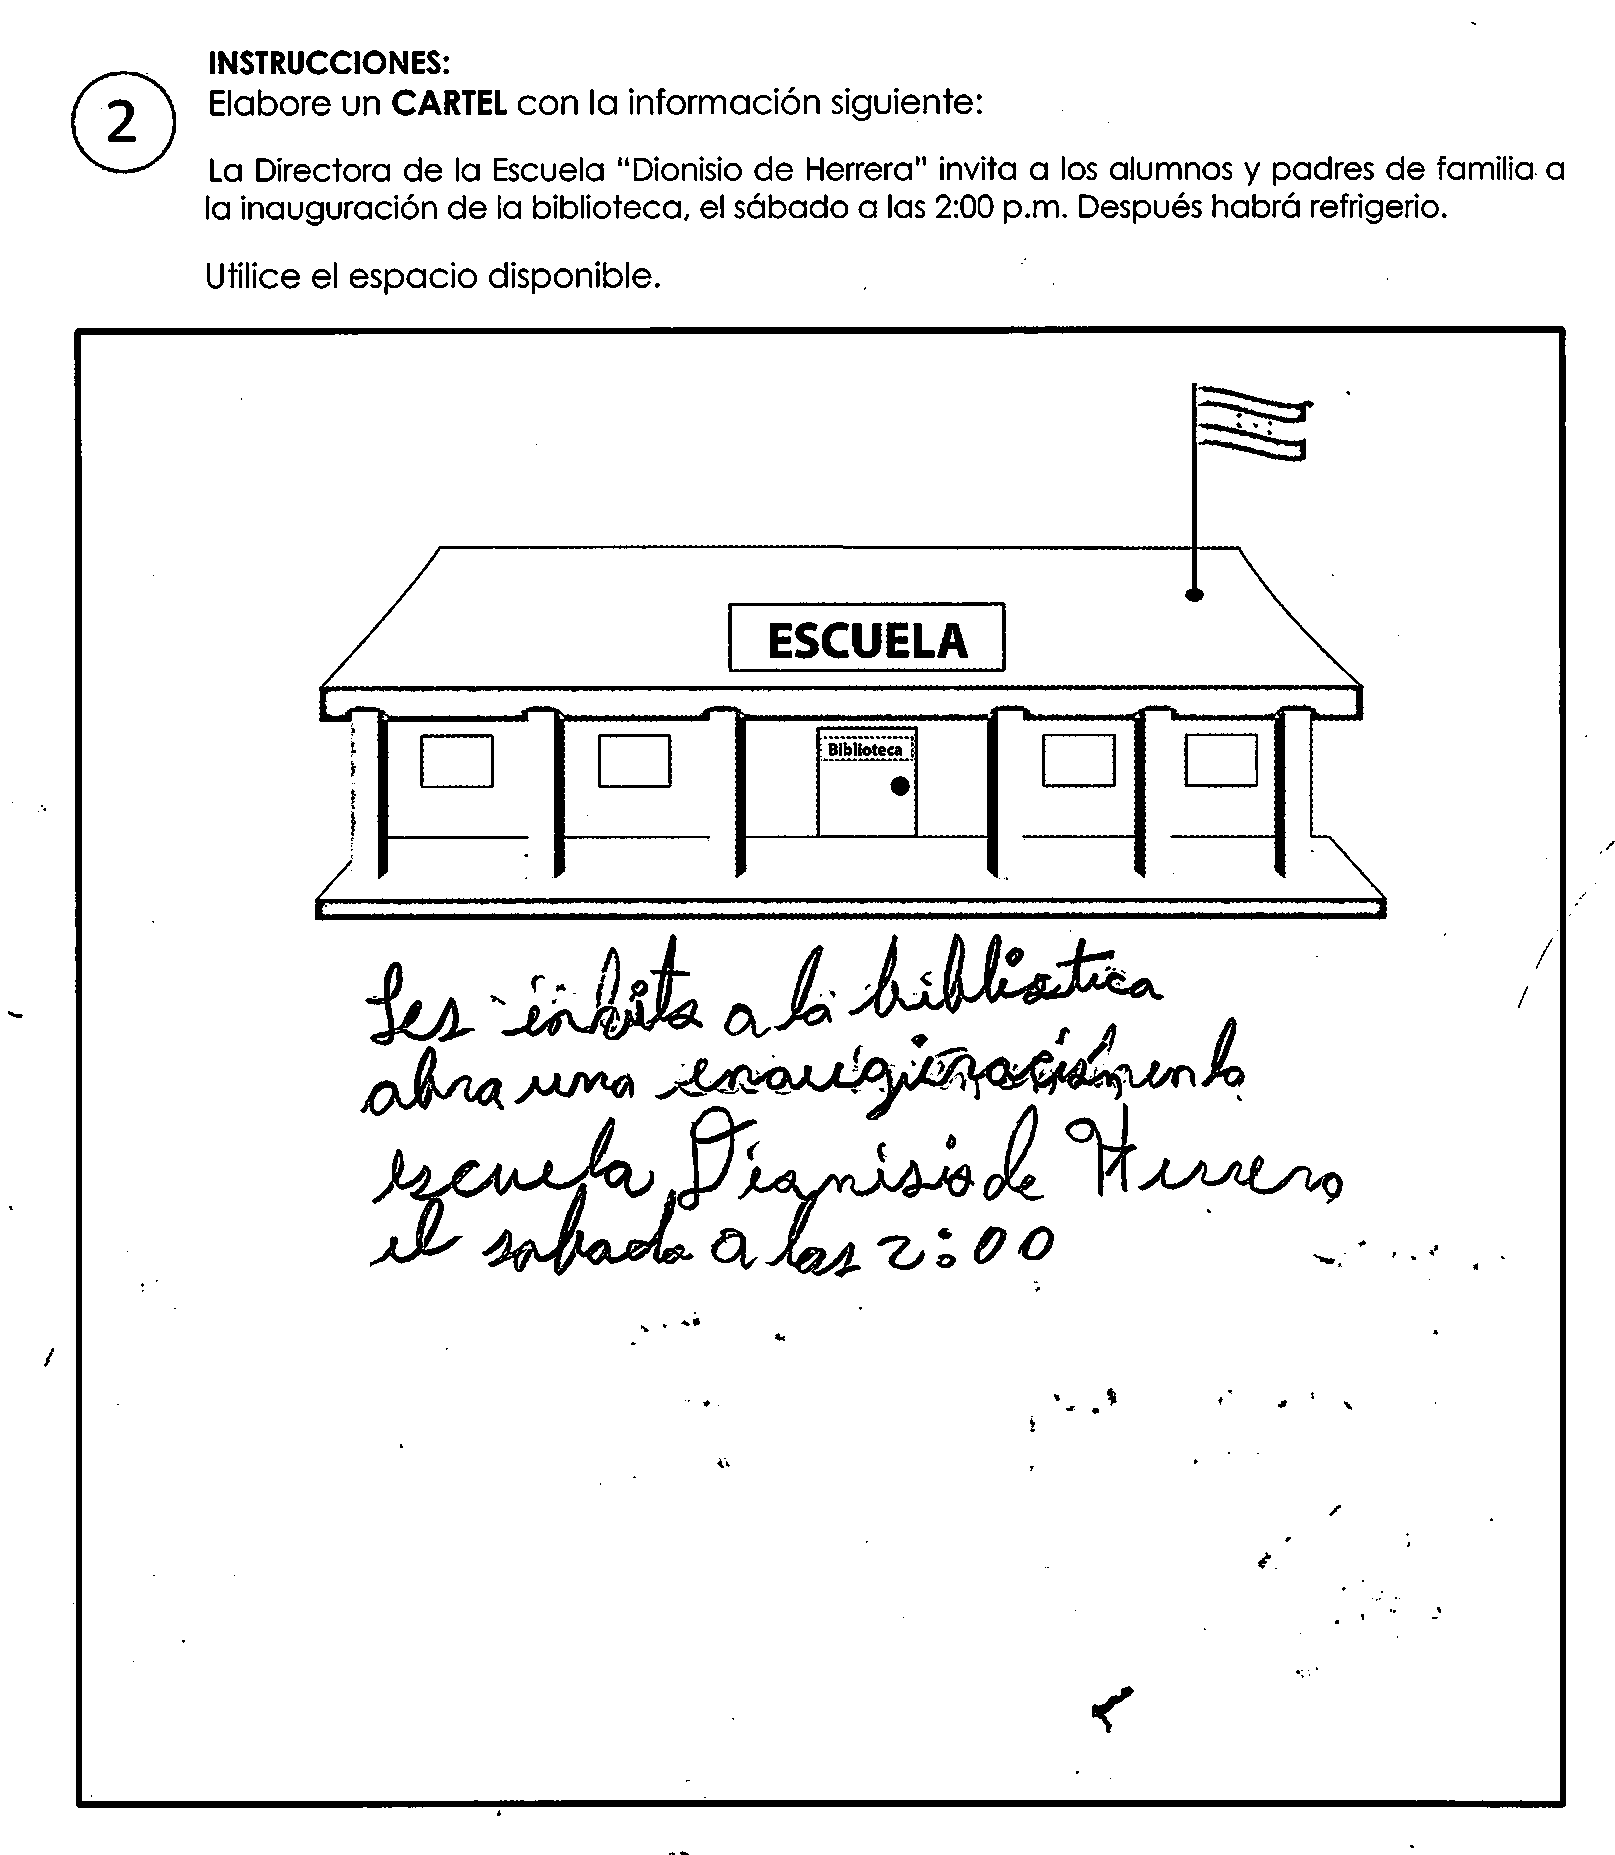 INSTRUCCIONES:
2
Elabore un CARTEL con la información siguiente:
La Directora de la Escuela "Dionisio de Herrera" invita a los alumnos y padres de familia a
la inauguración de la biblioteca, el sábado a las 2:00 p.m. Después habrá refrigerio.
Utilice el espacio disponible.
ESCUELA
Biblioteca
Les inbita a la bibliotica
abra una enauguración en la
escuela Dionisio de Herrera
el sabado a las 2:00